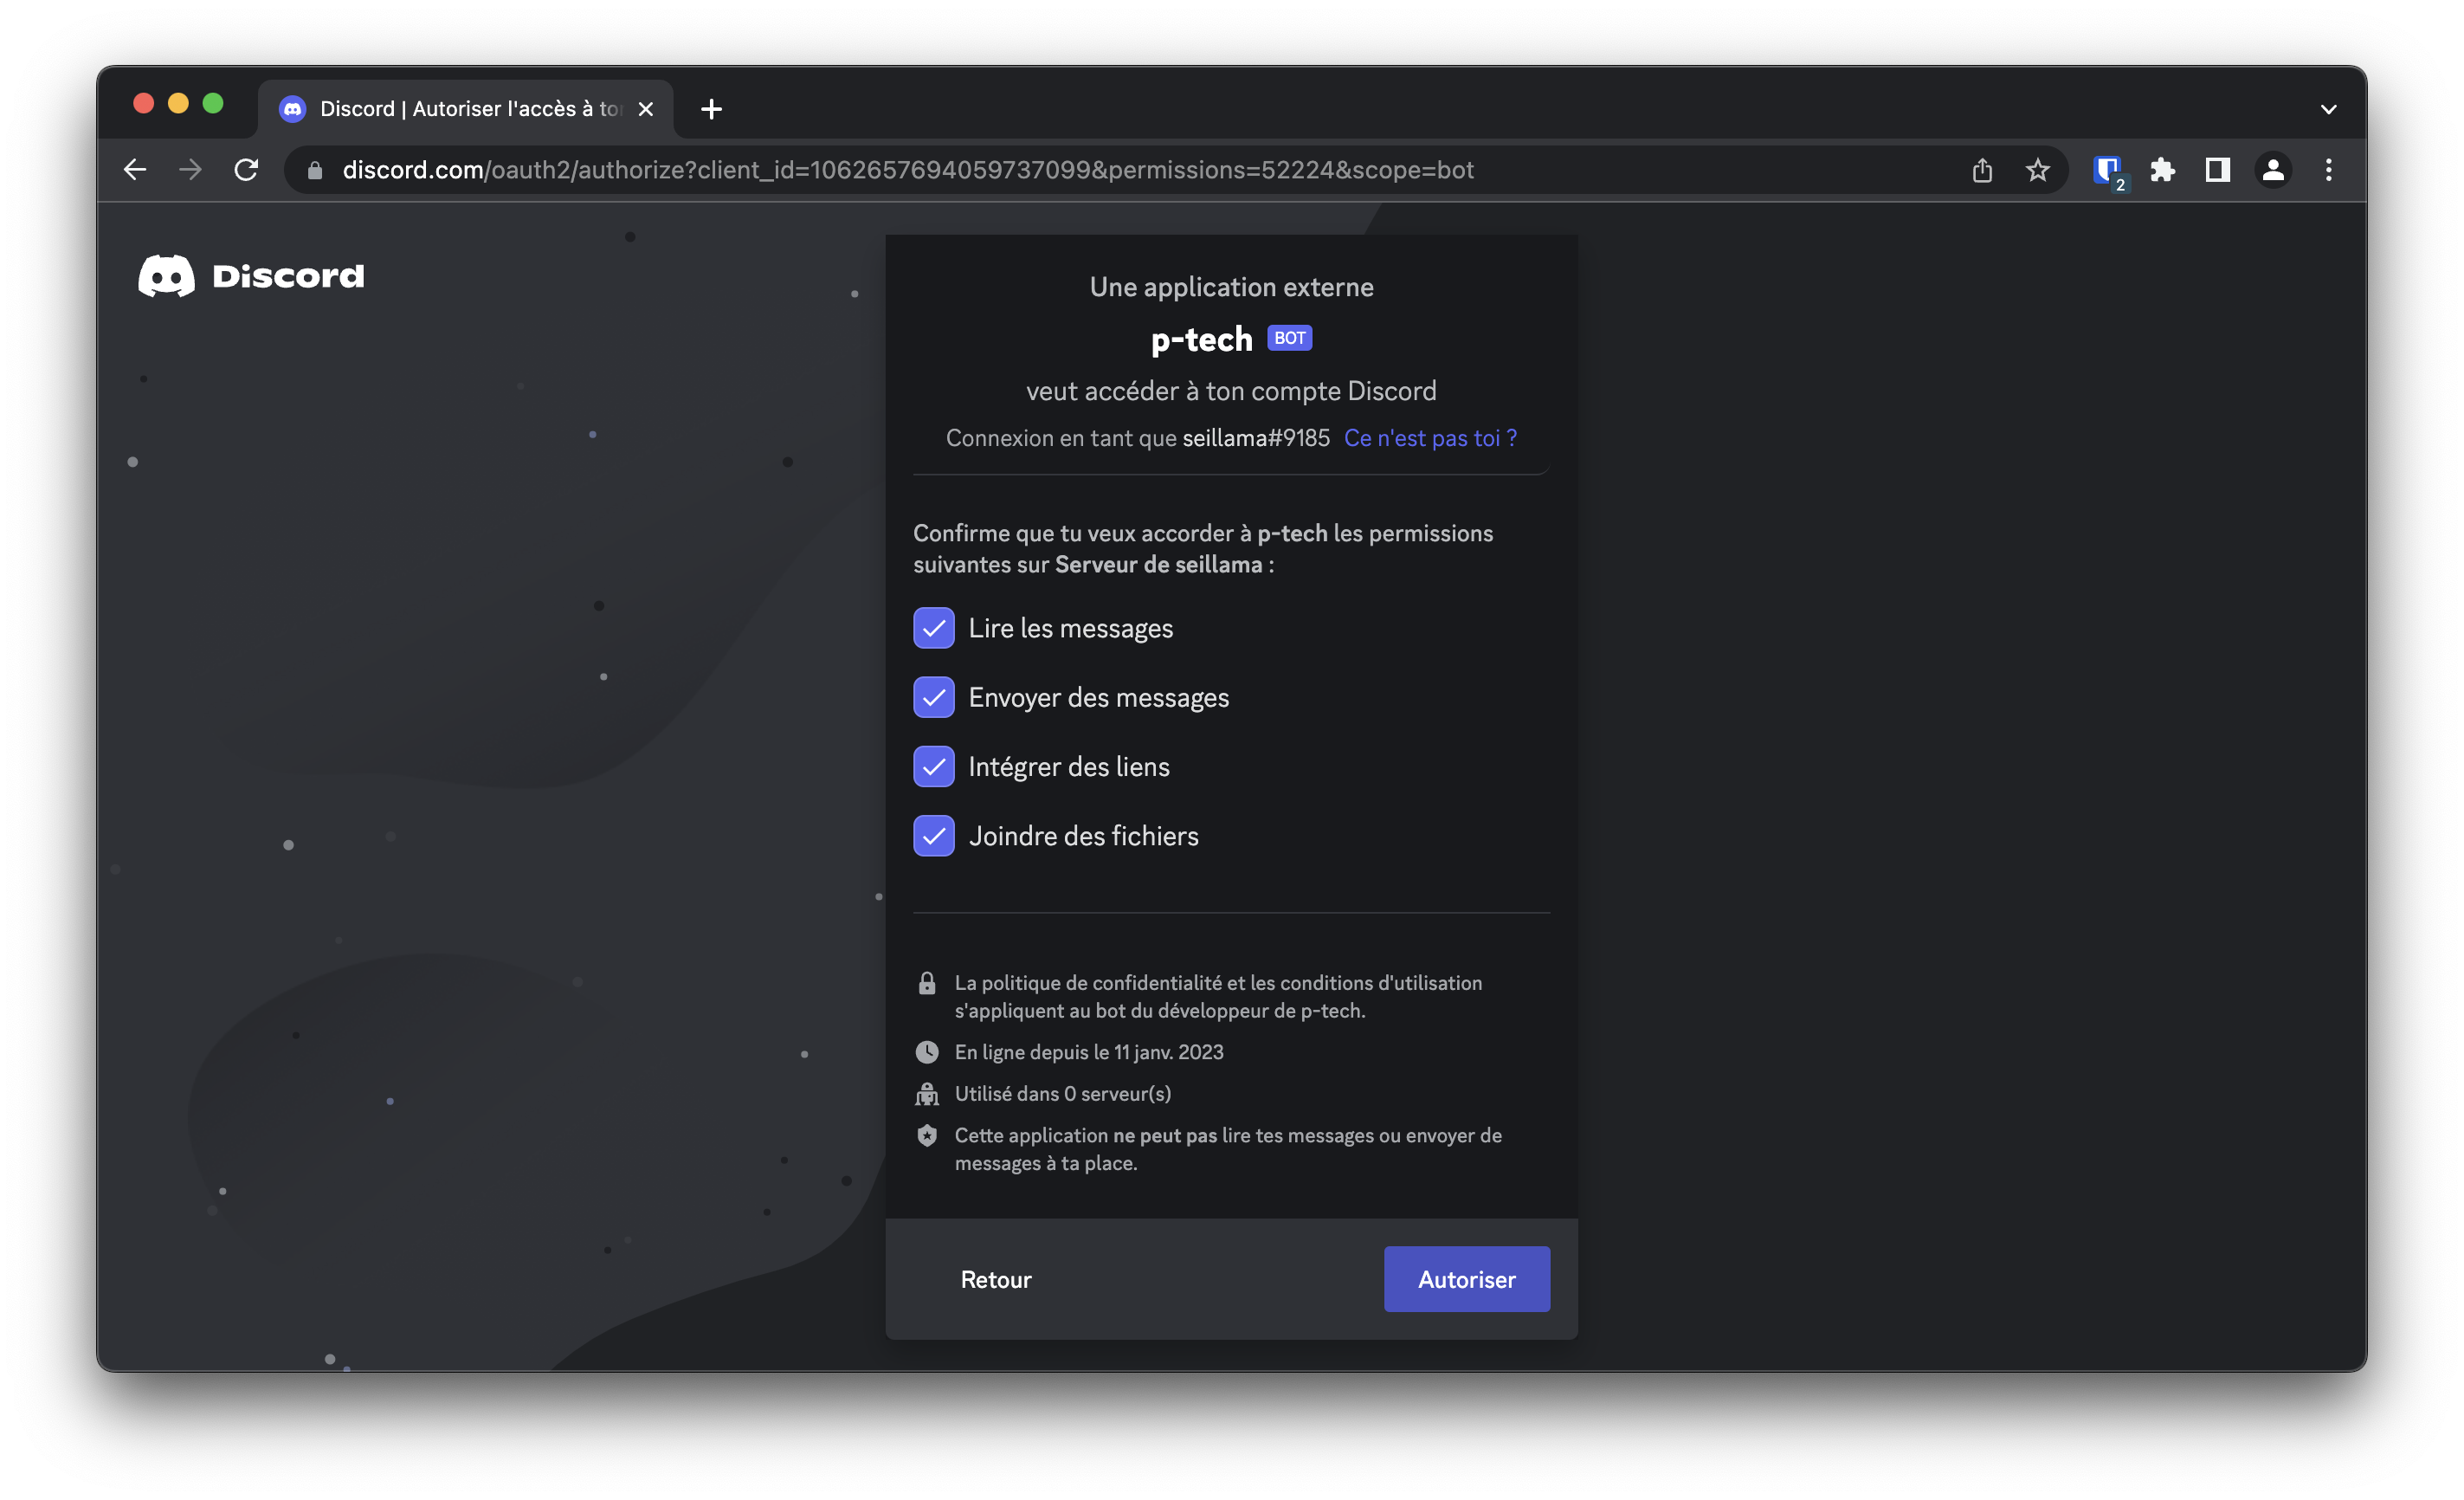 Discord | Autoriser l'accès à to
discord.com/oauth2/authorize?client_id=1062657694059737099&permissions=52224&scope=bot
2
Discord
Une application externe
p-tech BOT
veut accéder à ton compte Discord
Connexion en tant que seillama#9185 Ce n'est pas toi ?
Confirme que tu veux accorder à p-tech les permissions
suivantes sur Serveur de seillama :
Lire les messages
Envoyer des messages
Intégrer des liens
Joindre des fichiers
La politique de confidentialité et les conditions d'utilisation
s'appliquent au bot du développeur de p-tech.
En ligne depuis le 11 janv. 2023
Utilisé dans 0 serveur(s)
Cette application ne peut pas lire tes messages ou envoyer de
messages à ta place.
Retour
Autoriser